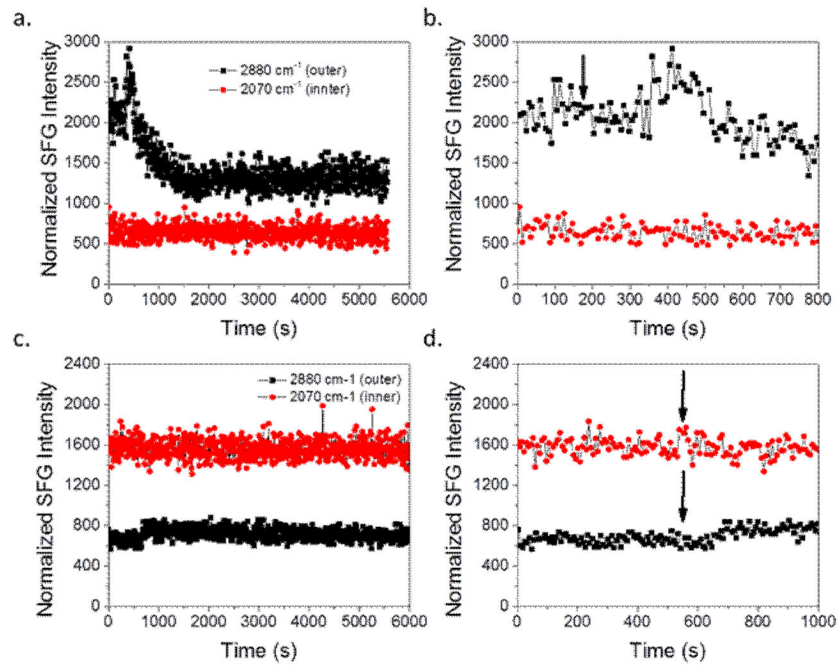 a.
b.
3000
2500
2000
1500
1000
500
0
Normalized SFG Intensity
2880 cm-1 (outer)
2070 cm-1 (innter)
0 1000 2000 3000 4000 5000 6000
Time (s)
3000
2500
2000
1500
1000
500
0
Normalized SFG Intensity
0 100 200 300 400 500 600 700 800
Time (s)
c.
d.
2400
2000
1600
1200
800
400
0
Normalized SFG Intensity
2880 cm-1 (outer)
2070 cm-1 (inner)
0 1000 2000 3000 4000 5000 6000
Time (s)
2400
2000
1600
1200
800
400
0
Normalized SFG Intensity
0 200 400 600 800 1000
Time (s)